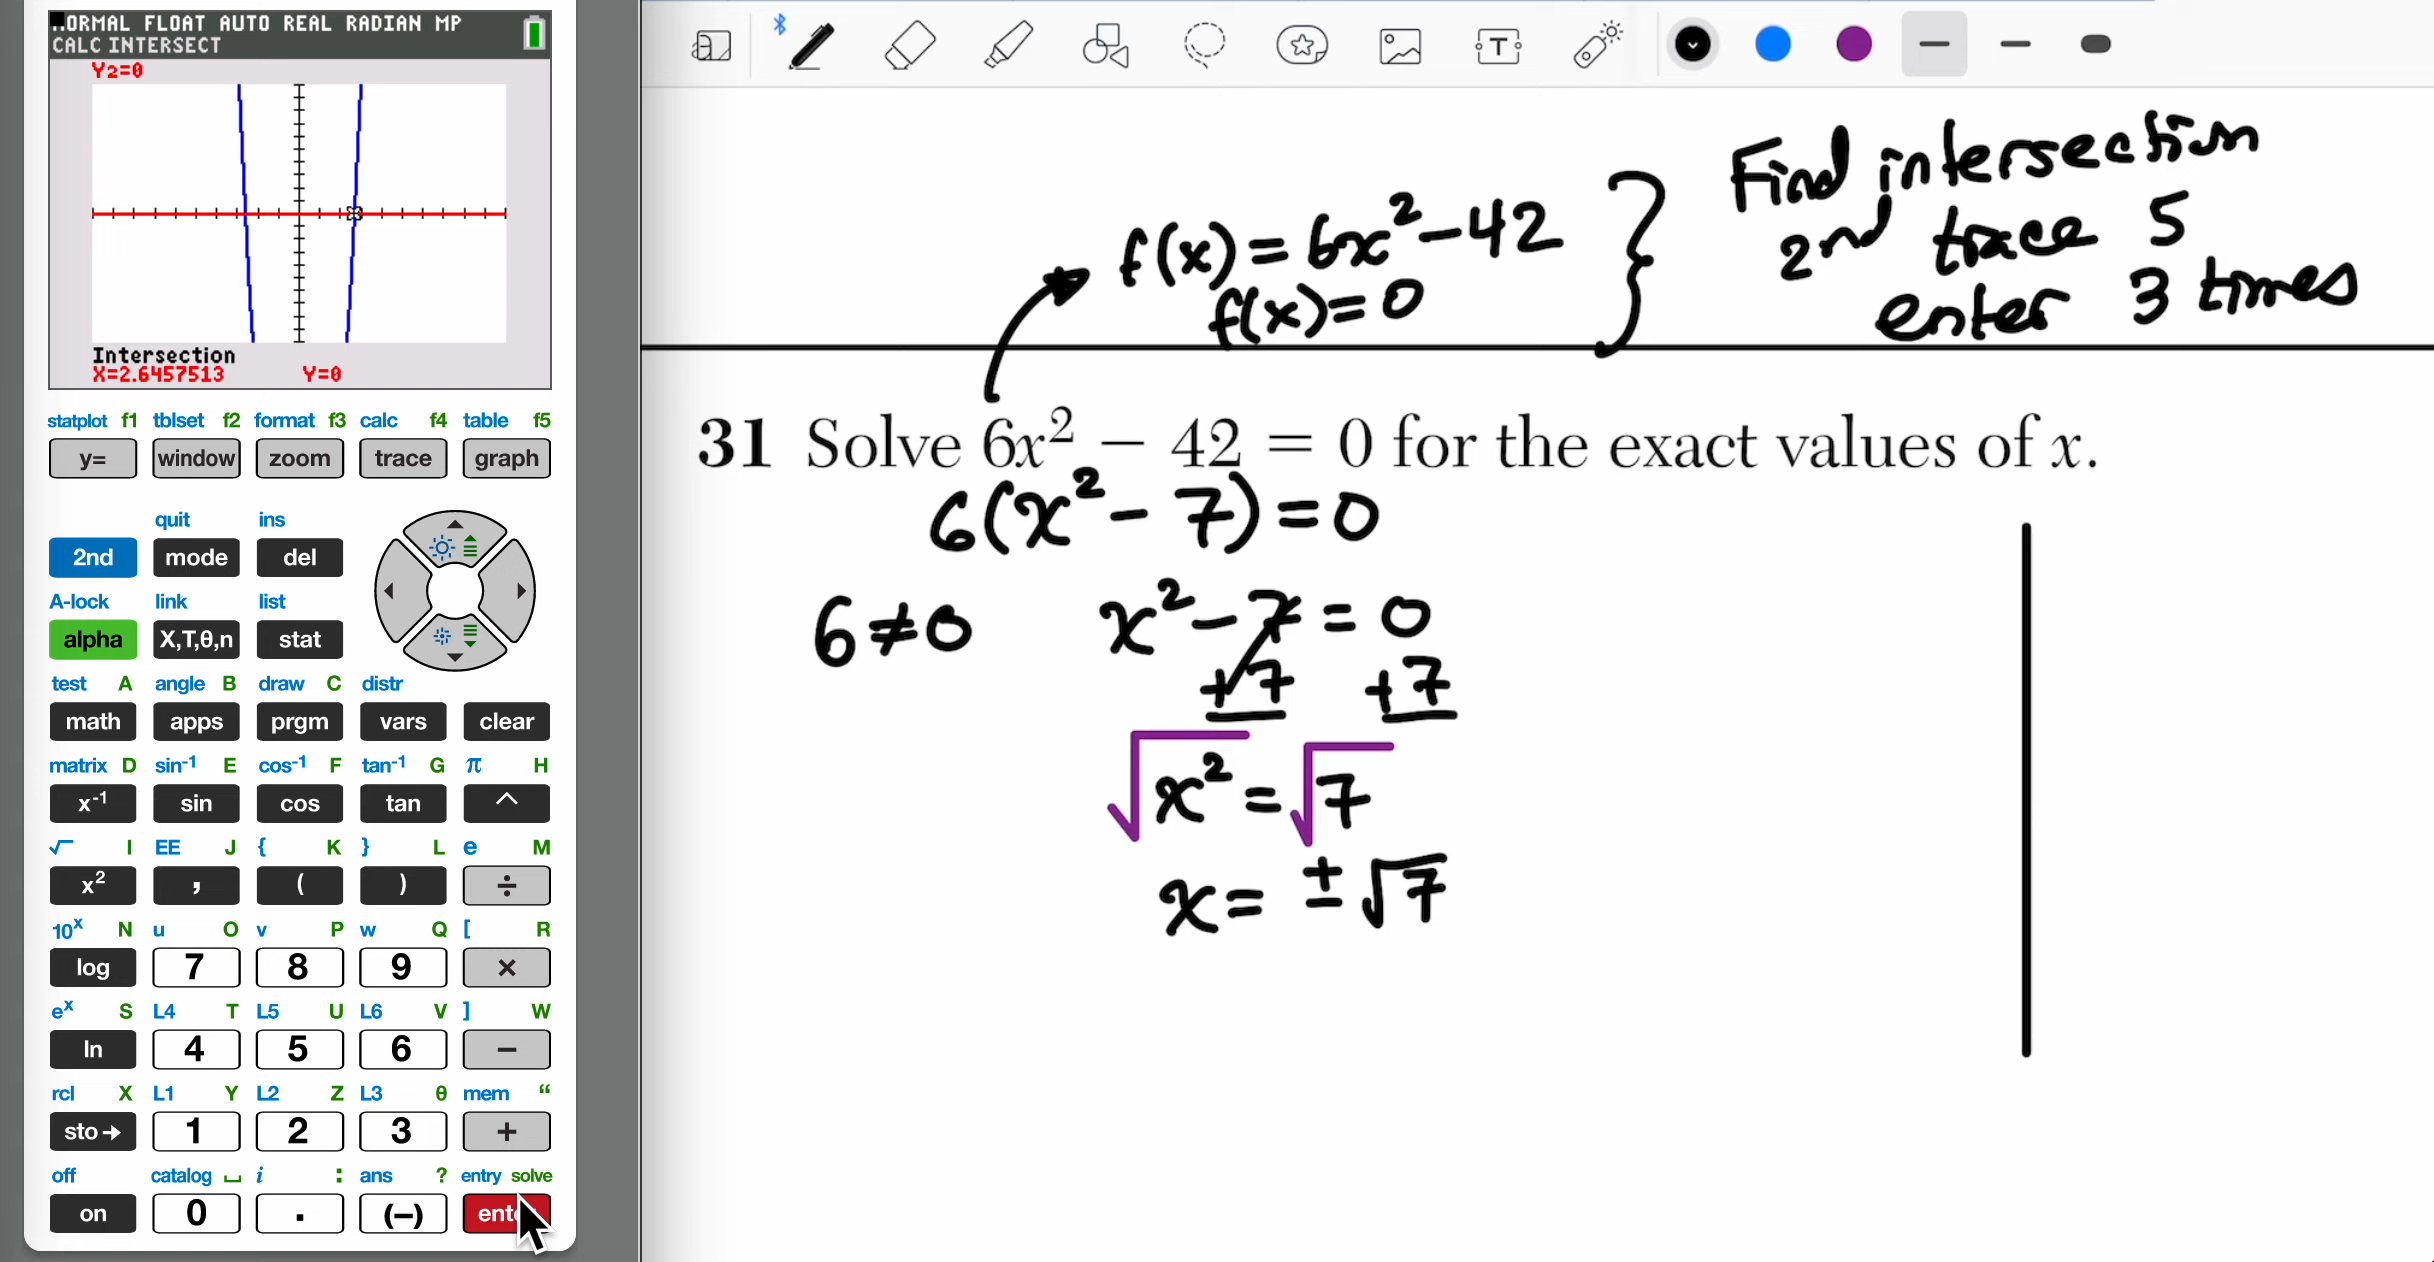 NORMAL FLOAT AUTO REAL RADIAN MP
CALC INTERSECT
Y2=0
Intersection
X=2.6457513 Y=0
statplot f1 tblset f2 format f3 calc f4 table f5
y= window zoom trace graph
quit ins
2nd mode del
A-lock link list
alpha X,T,θ,n stat
test A angle B draw C distr
math apps prgm vars clear
matrix D sin⁻¹ E cos⁻¹ F tan⁻¹ G π H
x⁻¹ sin cos tan ^
√ I EE J { K } L e M
x² , ( ) ÷
10ˣ N u O v P w Q [ R
log 7 8 9 ×
eˣ S L4 T L5 U L6 V ] W
ln 4 5 6 −
rcl X L1 Y L2 Z L3 θ mem “
sto→ 1 2 3 +
off catalog ⎵ i : ans ? entry solve
on 0 . (−) enter
T
Find intersection
f(x) = 6x² − 42 } 2nd trace 5
f(x) = 0 enter 3 times
31 Solve 6x² − 42 = 0 for the exact values of x.
6(x² − 7) = 0
6 ≠ 0 x² − 7 = 0
+7 +7
√x² = √7
x = ± √7